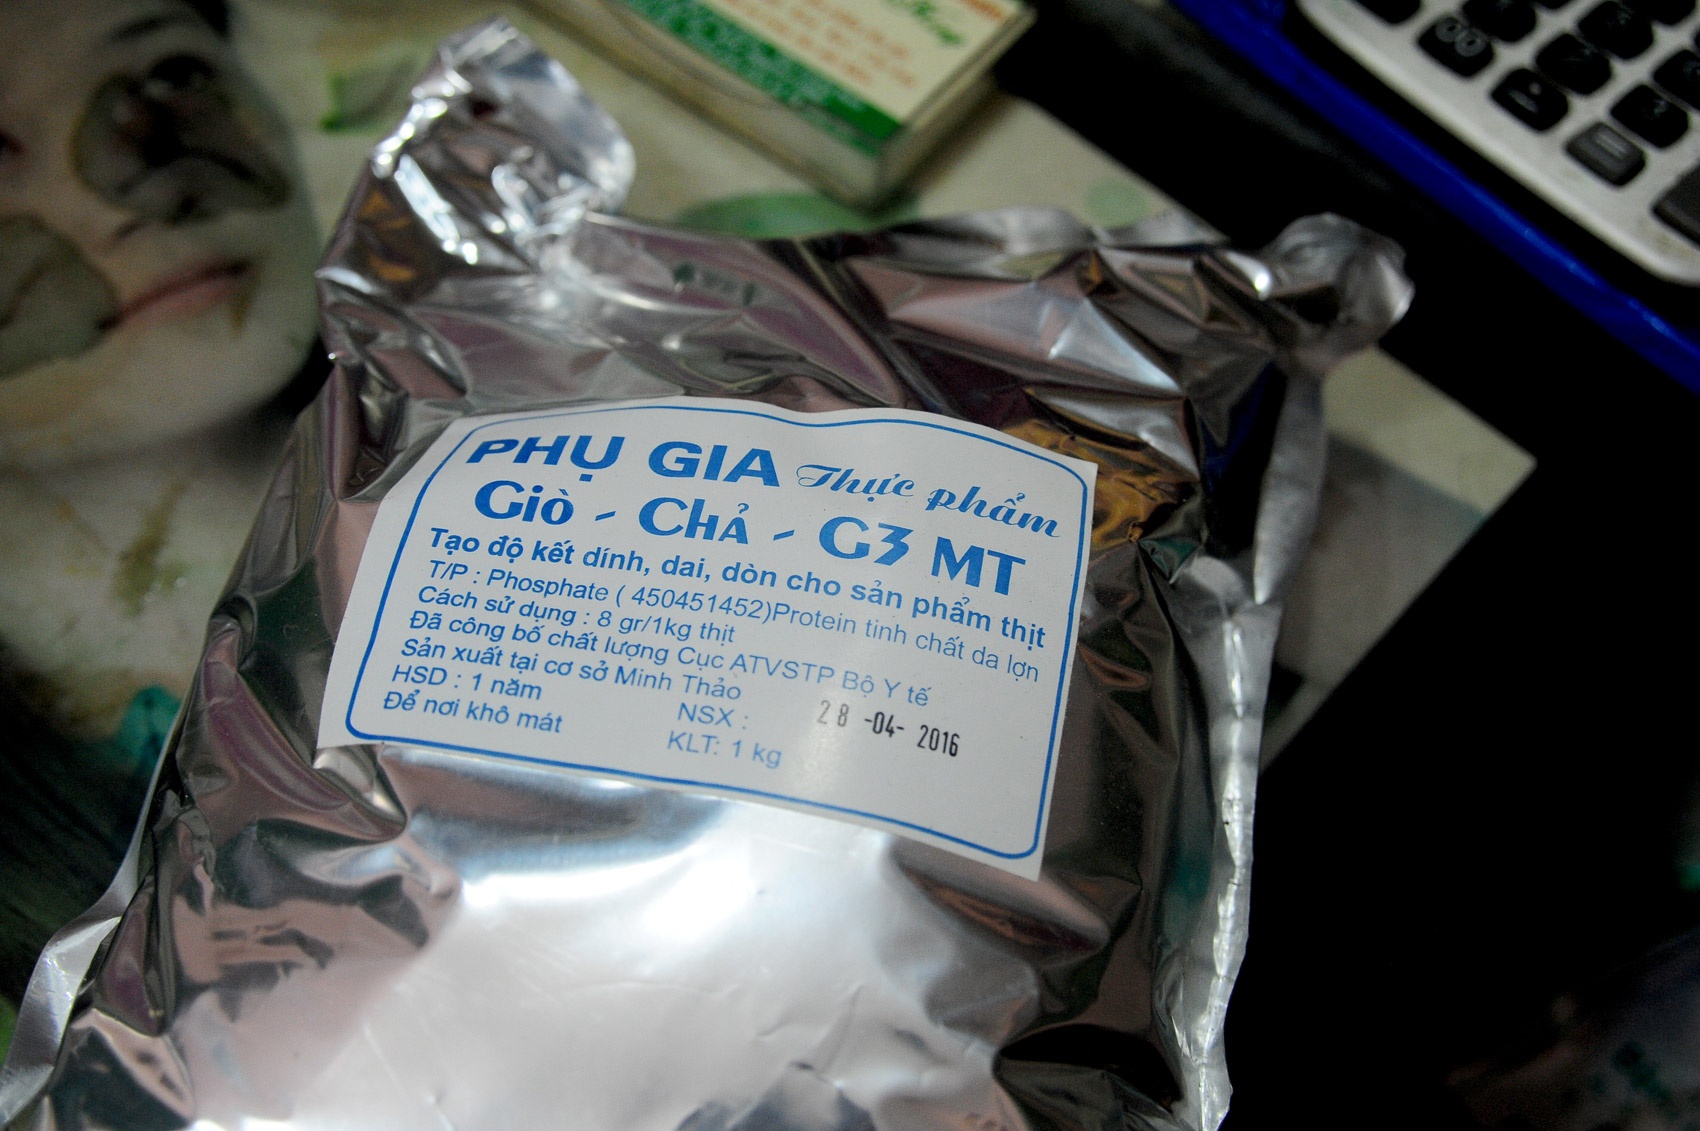 PHỤ GIA Thực phẩm
Giò - CHẢ - G3 MT
Tạo độ kết dính, dai, dòn cho sản phẩm thịt
T/P : Phosphate ( 450451452)Protein tinh chất da lợn
Cách sử dụng : 8 gr/1kg thịt
Đã công bố chất lượng Cục ATVSTP Bộ Y tế
Sản xuất tại cơ sở Minh Thảo
HSD : 1 năm NSX : 28 -04- 2016
Để nơi khô mát KLT: 1 kg
00